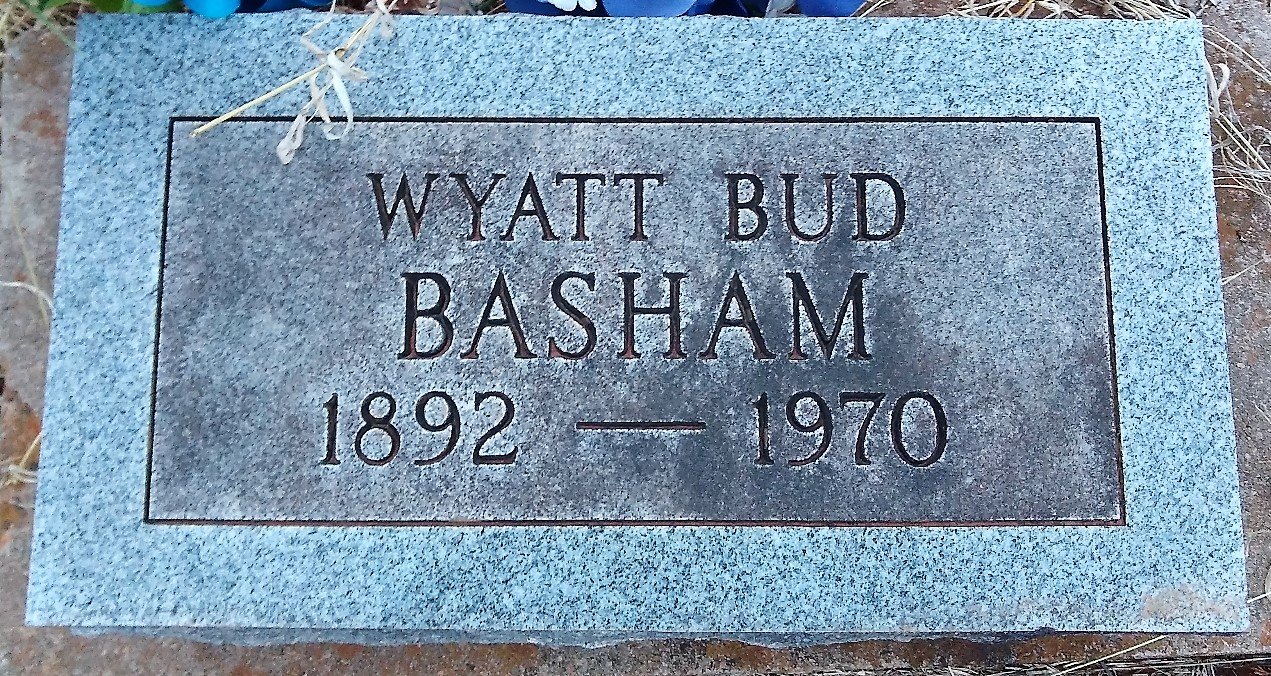 WYATT BUD
BASHAM
1892 — 1970